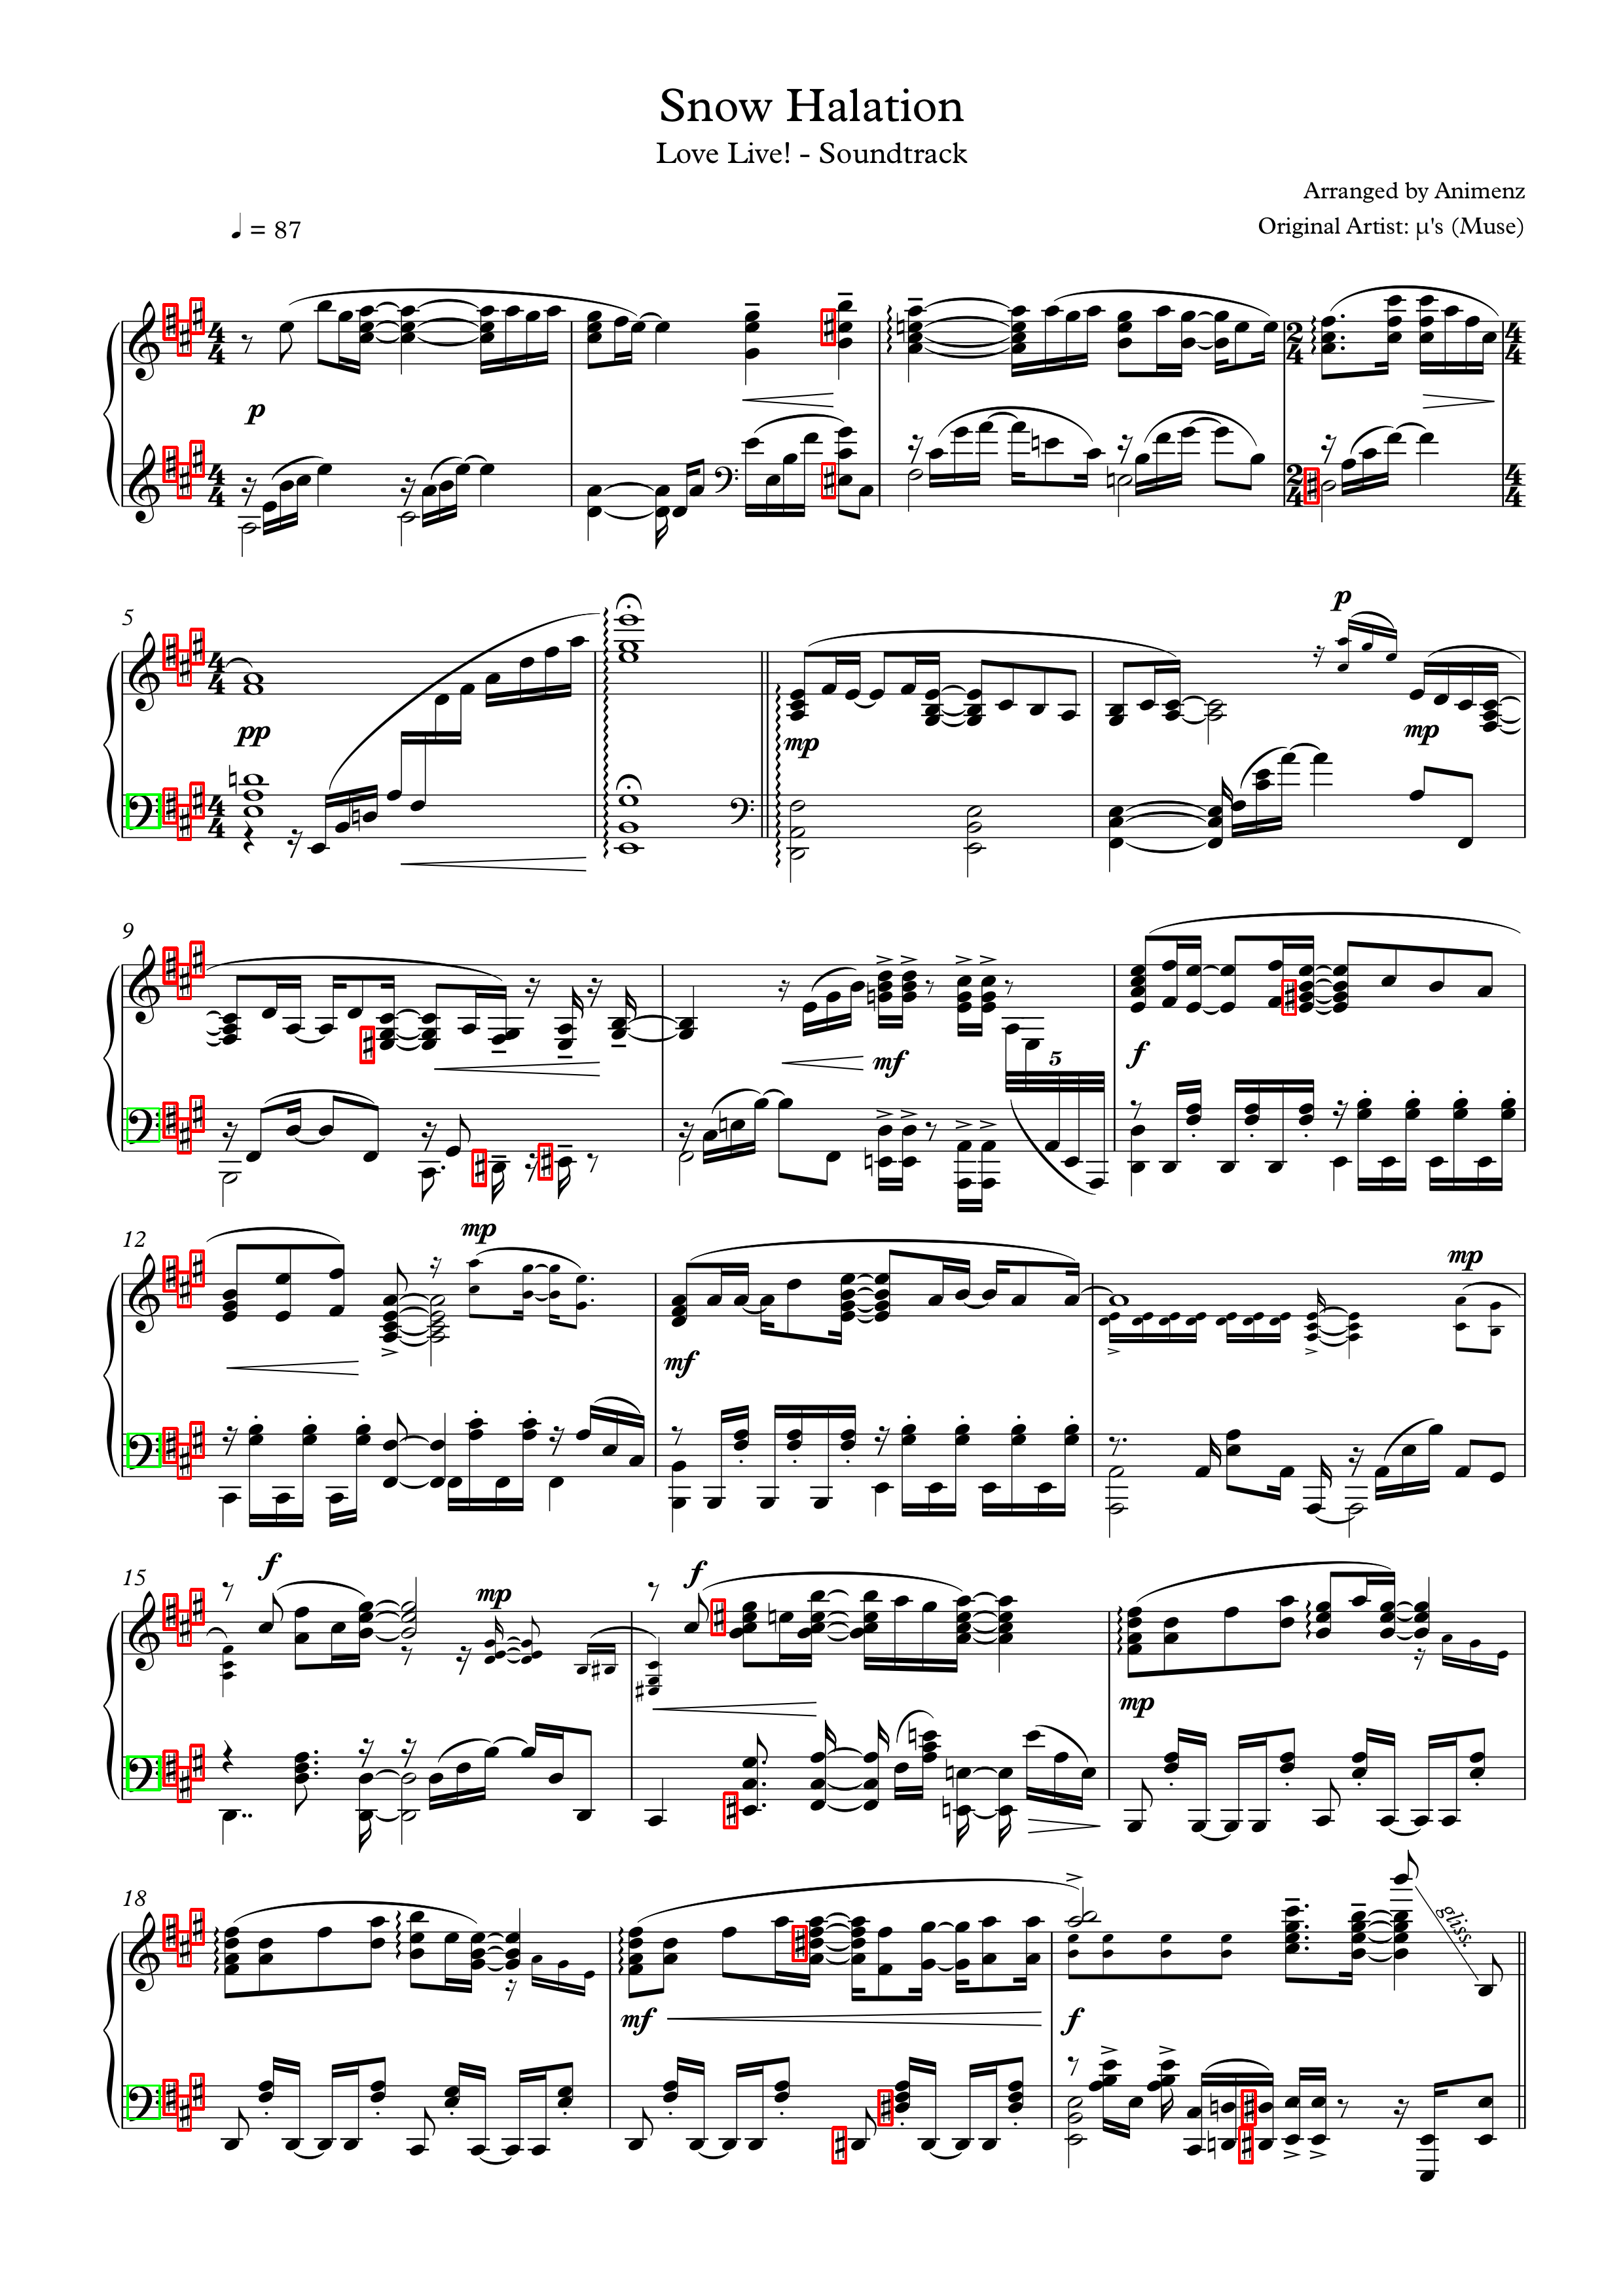 Snow Halation
Love Live! - Soundtrack
Arranged by Animenz
Original Artist: μ's (Muse)
= 87
p
pp
5
p
mp
mp
9
mf
5
f
12
mp
mf
mp
15
f
mp
f
mp
18
mf
f
gliss.